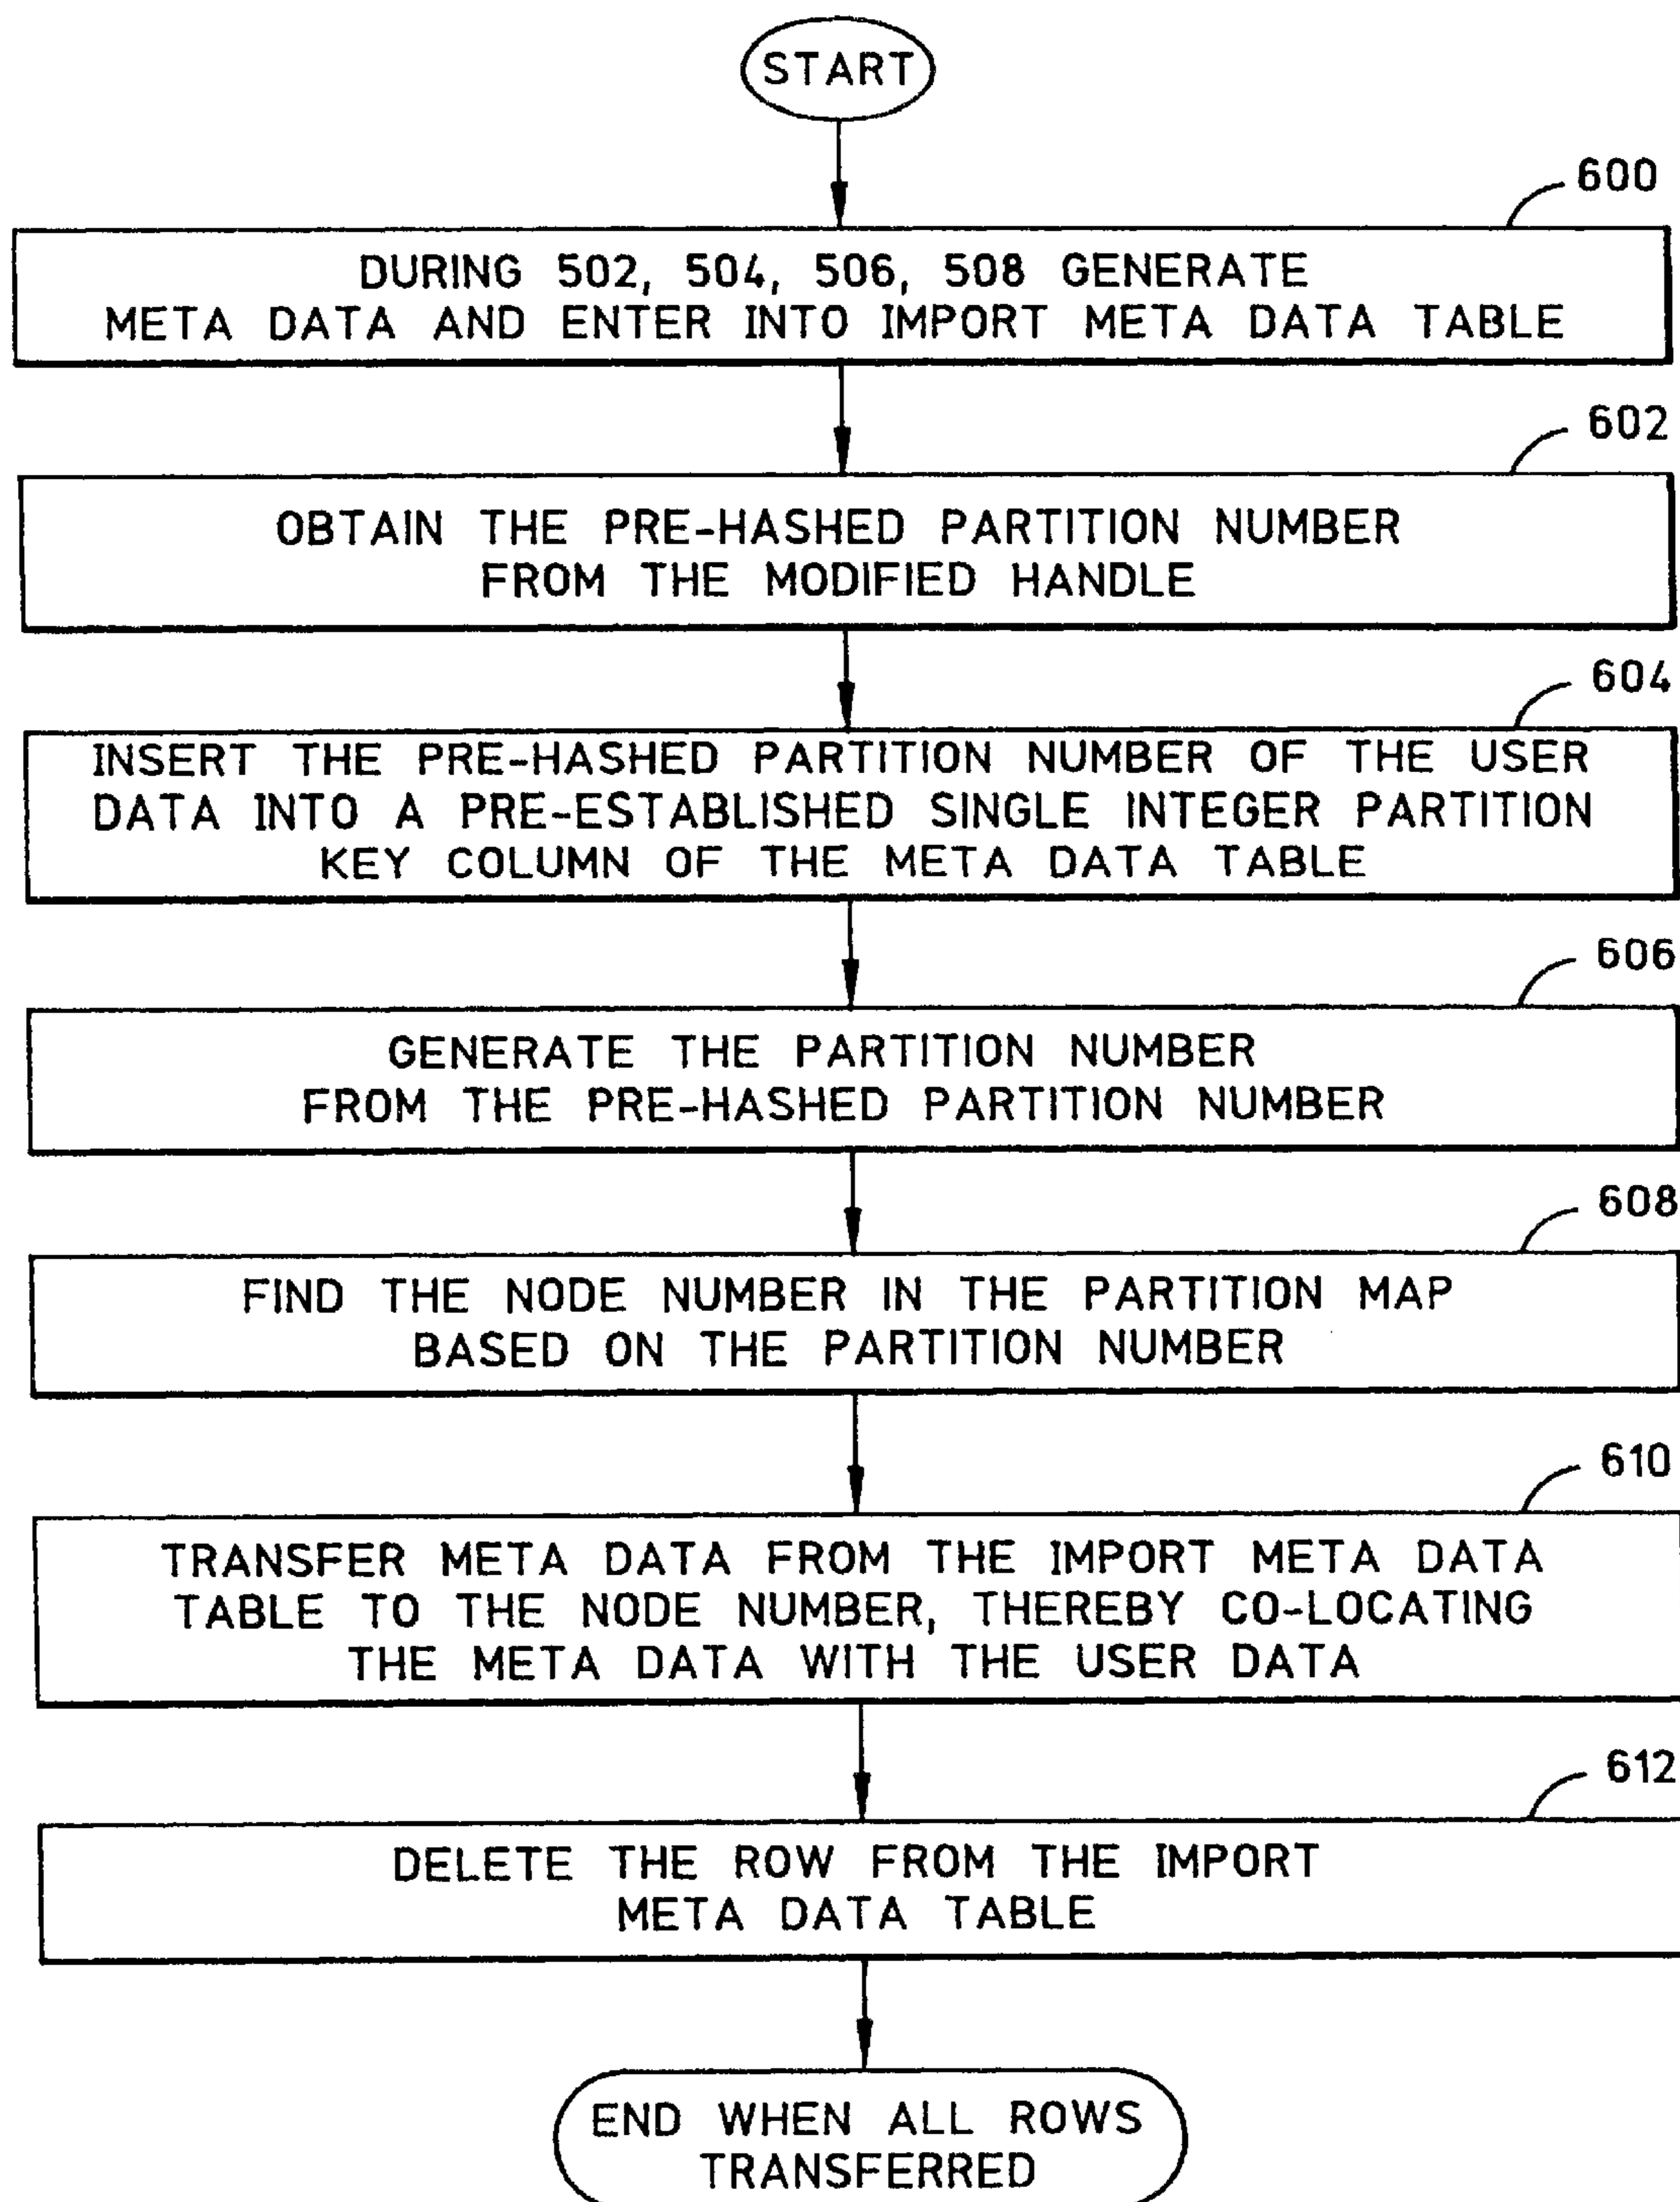 START
600
DURING 502, 504, 506, 508 GENERATE
META DATA AND ENTER INTO IMPORT META DATA TABLE
602
OBTAIN THE PRE-HASHED PARTITION NUMBER
FROM THE MODIFIED HANDLE
604
INSERT THE PRE-HASHED PARTITION NUMBER OF THE USER
DATA INTO A PRE-ESTABLISHED SINGLE INTEGER PARTITION
KEY COLUMN OF THE META DATA TABLE
606
GENERATE THE PARTITION NUMBER
FROM THE PRE-HASHED PARTITION NUMBER
608
FIND THE NODE NUMBER IN THE PARTITION MAP
BASED ON THE PARTITION NUMBER
610
TRANSFER META DATA FROM THE IMPORT META DATA
TABLE TO THE NODE NUMBER, THEREBY CO-LOCATING
THE META DATA WITH THE USER DATA
612
DELETE THE ROW FROM THE IMPORT
META DATA TABLE
END WHEN ALL ROWS
TRANSFERRED